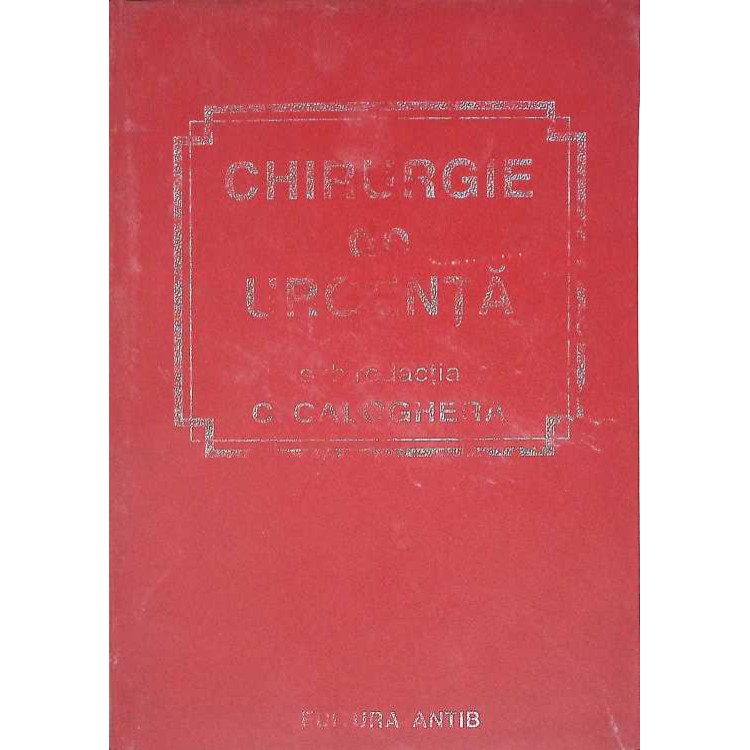 CHIRURGIE
de
URGENȚĂ
sub redacția
C. CALOGHERA
EDITURA ANTIB